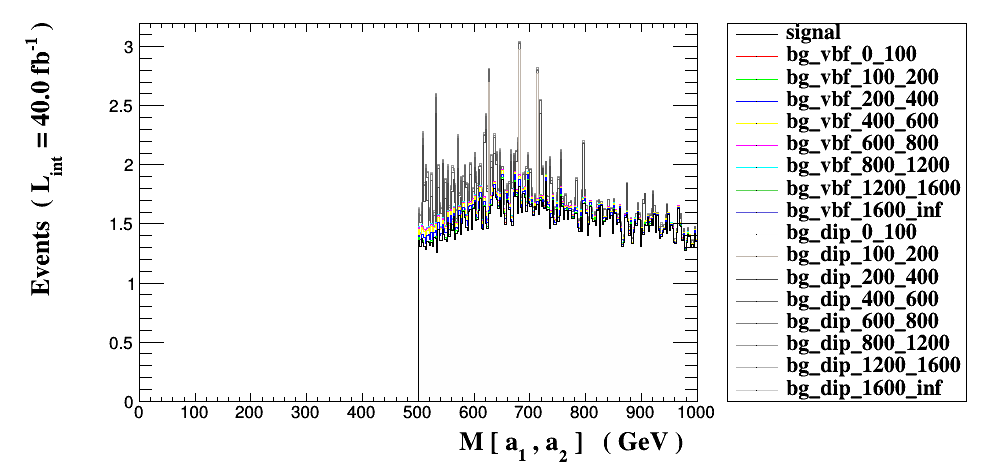 Events ( L_int = 40.0 fb^-1 )
3
2.5
2
1.5
1
0.5
0
0 100 200 300 400 500 600 700 800 900 1000
M [ a_1 , a_2 ] ( GeV )
signal
bg_vbf_0_100
bg_vbf_100_200
bg_vbf_200_400
bg_vbf_400_600
bg_vbf_600_800
bg_vbf_800_1200
bg_vbf_1200_1600
bg_vbf_1600_inf
bg_dip_0_100
bg_dip_100_200
bg_dip_200_400
bg_dip_400_600
bg_dip_600_800
bg_dip_800_1200
bg_dip_1200_1600
bg_dip_1600_inf